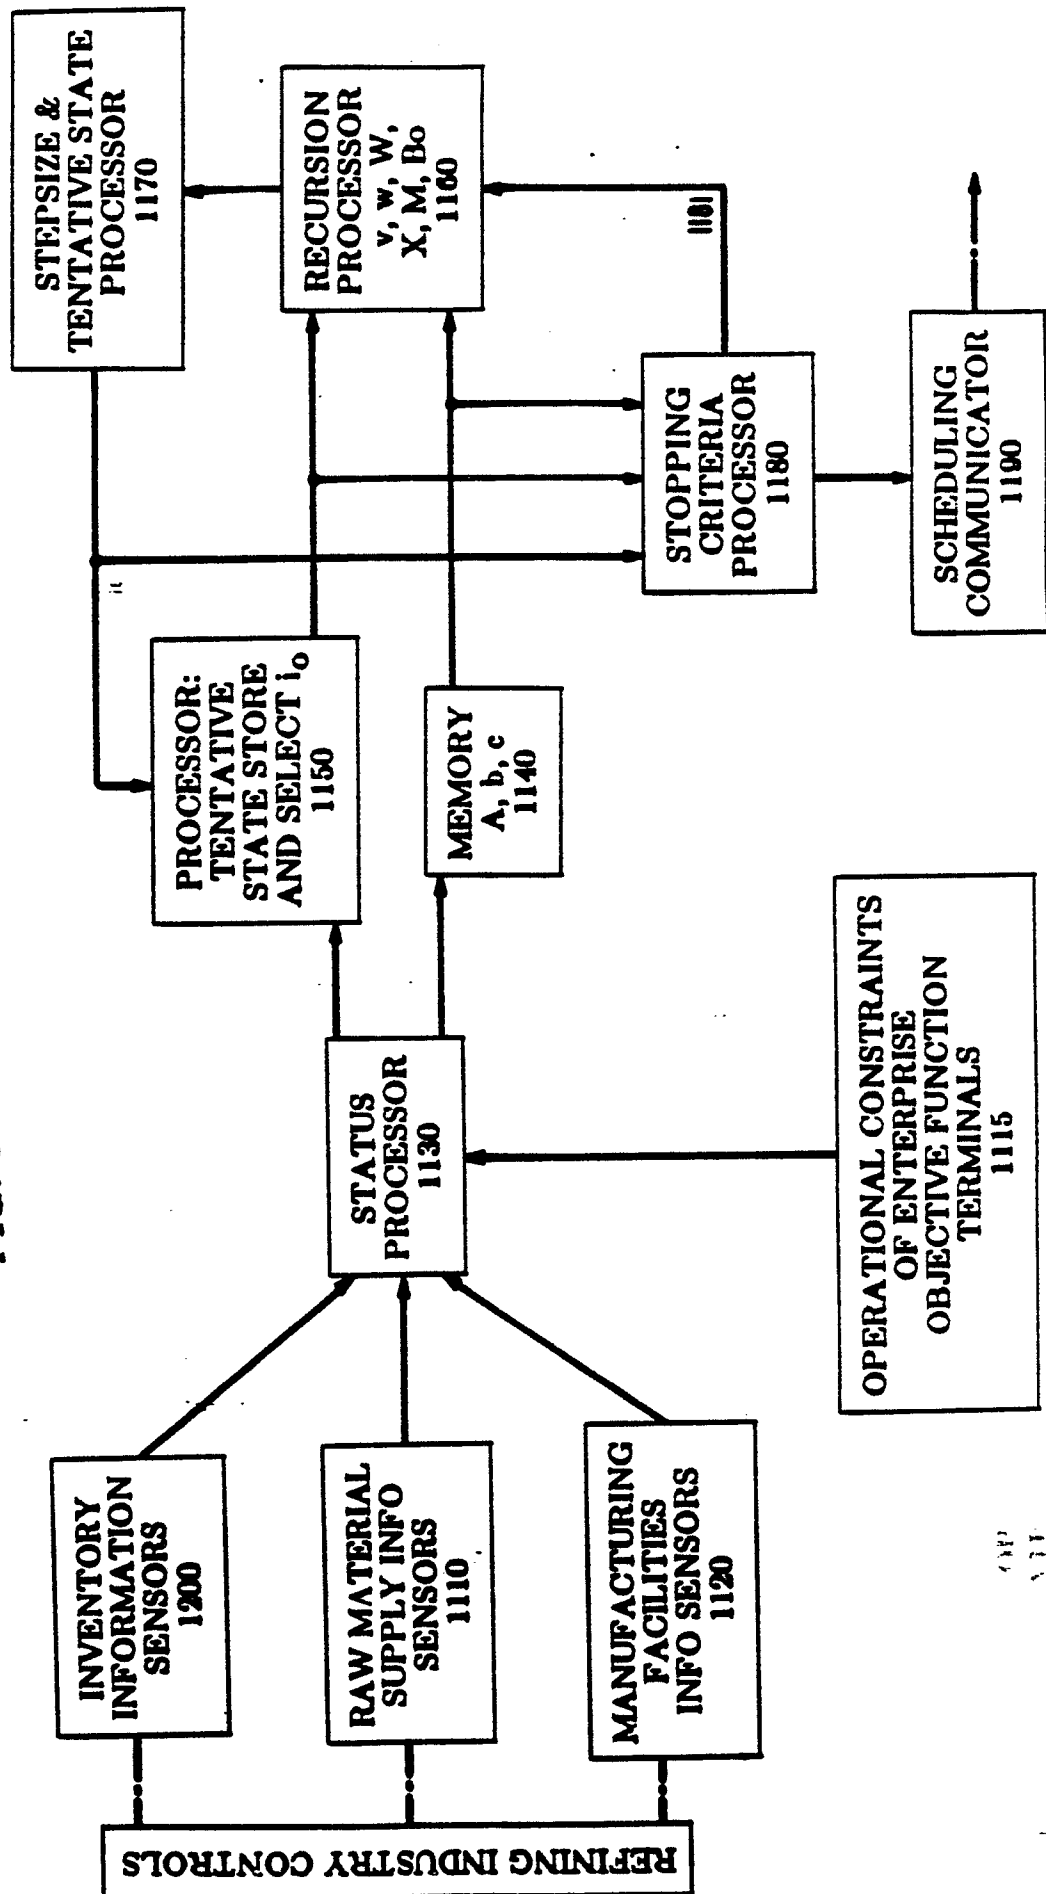 REFINING INDUSTRY CONTROLS
INVENTORY
INFORMATION
SENSORS
1200
RAW MATERIAL
SUPPLY INFO
SENSORS
1110
MANUFACTURING
FACILITIES
INFO SENSORS
1120
STATUS
PROCESSOR
1130
OPERATIONAL CONSTRAINTS
OF ENTERPRISE
OBJECTIVE FUNCTION
TERMINALS
1115
PROCESSOR:
TENTATIVE
STATE STORE
AND SELECT i₀
1150
MEMORY
A, b, c
1140
STEPSIZE &
TENTATIVE STATE
PROCESSOR
1170
RECURSION
PROCESSOR
v, w, W,
X, M, Bo
1160
1181
STOPPING
CRITERIA
PROCESSOR
1180
SCHEDULING
COMMUNICATOR
1190